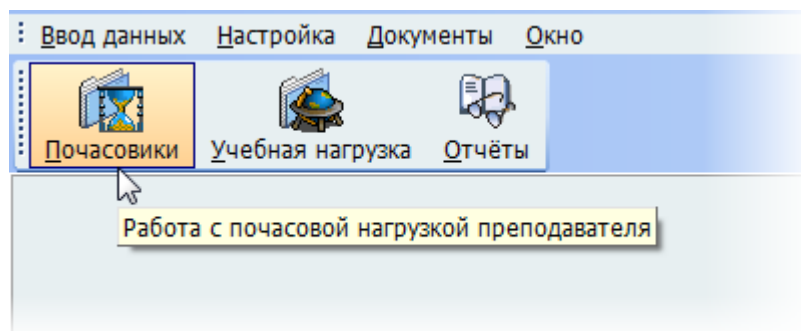 Ввод данных Настройка Документы Окно
Почасовики Учебная нагрузка Отчёты
Работа с почасовой нагрузкой преподавателя